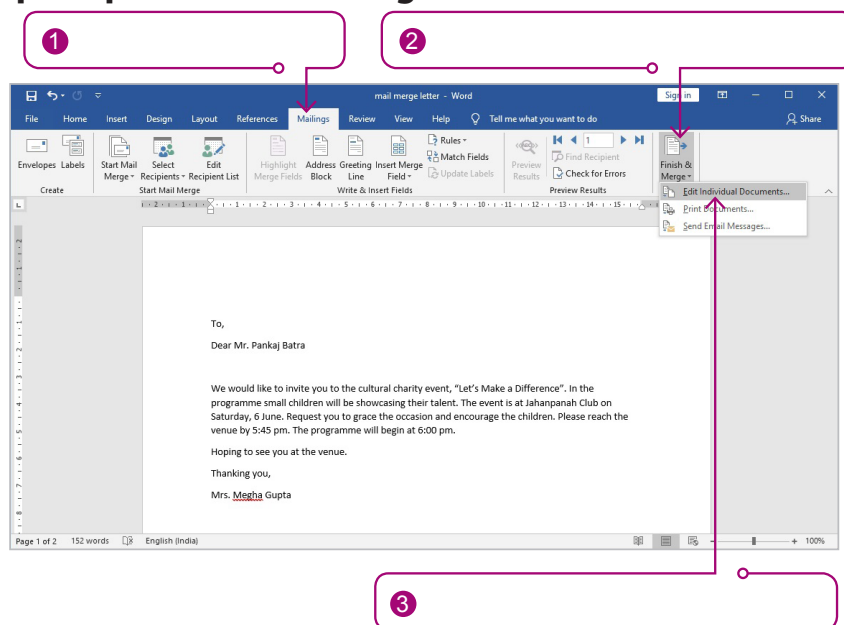 1
2
mail merge letter - Word
Sign in
File Home Insert Design Layout References Mailings Review View Help Tell me what you want to do Share
Envelopes Labels
Create
Start Mail Merge Select Recipients Edit Recipient List
Start Mail Merge
Highlight Merge Fields Address Block Greeting Line Insert Merge Field Rules Match Fields Update Labels
Write & Insert Fields
Preview Results 1 Find Recipient Check for Errors
Preview Results
Finish & Merge
Edit Individual Documents...
Print Documents...
Send Email Messages...
To,
Dear Mr. Pankaj Batra
We would like to invite you to the cultural charity event, “Let’s Make a Difference”. In the
programme small children will be showcasing their talent. The event is at Jahanpanah Club on
Saturday, 6 June. Request you to grace the occasion and encourage the children. Please reach the
venue by 5:45 pm. The programme will begin at 6:00 pm.
Hoping to see you at the venue.
Thanking you,
Mrs. Megha Gupta
Page 1 of 2 152 words English (India) 100%
3